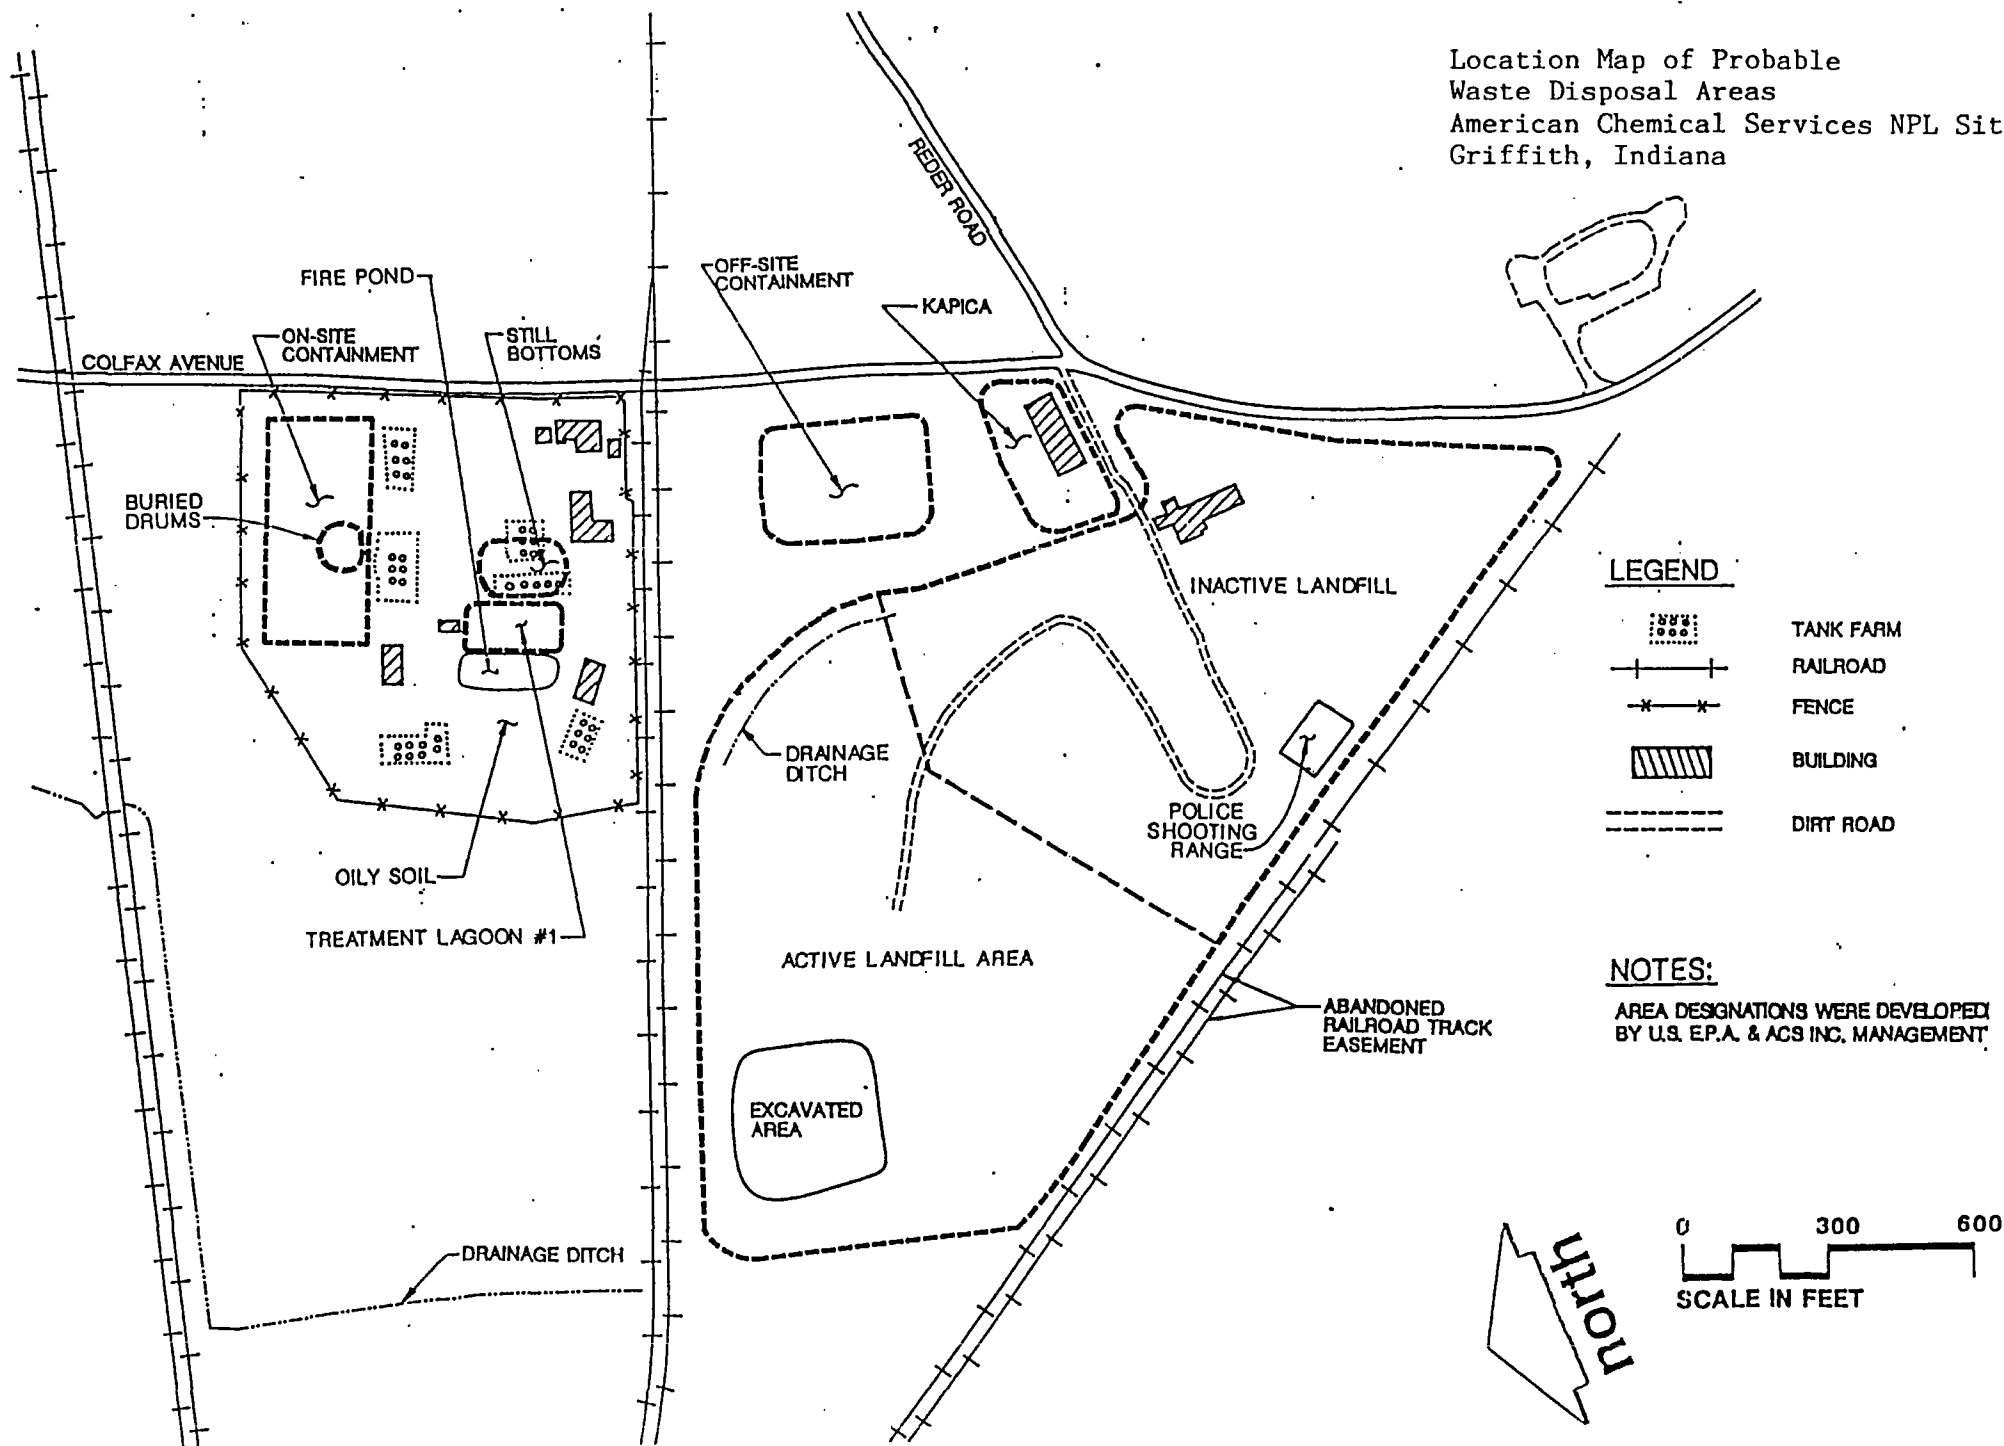 Location Map of Probable
Waste Disposal Areas
American Chemical Services NPL Sit
Griffith, Indiana
REDER ROAD
FIRE POND
OFF-SITE
CONTAINMENT
KAPICA
ON-SITE
CONTAINMENT
STILL
BOTTOMS
COLFAX AVENUE
BURIED
DRUMS
INACTIVE LANDFILL
LEGEND
TANK FARM
RAILROAD
FENCE
BUILDING
DIRT ROAD
DRAINAGE
DITCH
POLICE
SHOOTING
RANGE
OILY SOIL
TREATMENT LAGOON #1
ACTIVE LANDFILL AREA
ABANDONED
RAILROAD TRACK
EASEMENT
NOTES:
AREA DESIGNATIONS WERE DEVELOPED
BY U.S. E.P.A. & ACS INC. MANAGEMENT
EXCAVATED
AREA
DRAINAGE DITCH
north
0 300 600
SCALE IN FEET